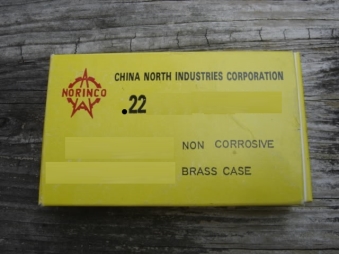 NORINCO
CHINA NORTH INDUSTRIES CORPORATION
.22
NON CORROSIVE
BRASS CASE